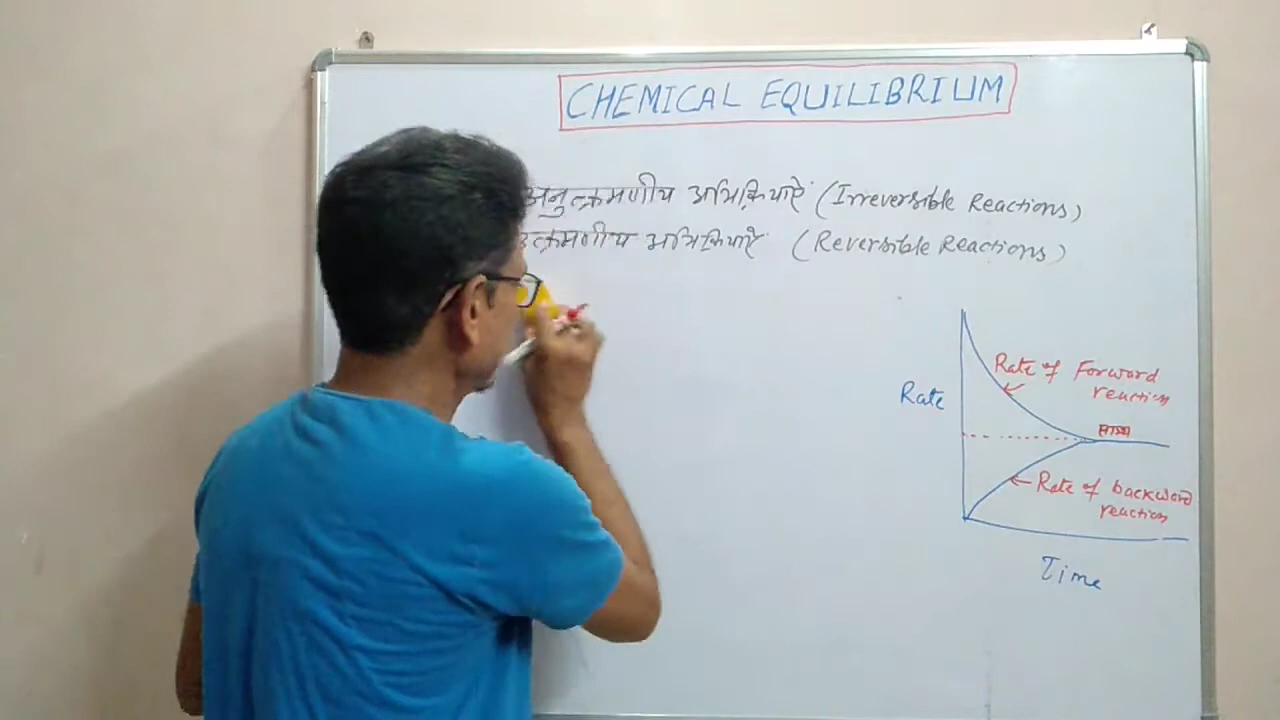 CHEMICAL EQUILIBRIUM
अनुत्क्रमणीय अभिक्रियाऐं (Irreversible Reactions)
उत्क्रमणीय अभिक्रियाऐं (Reversible Reactions)
Rate of Forward
reaction
Rate
साम्य
Rate of backward
reaction
Time